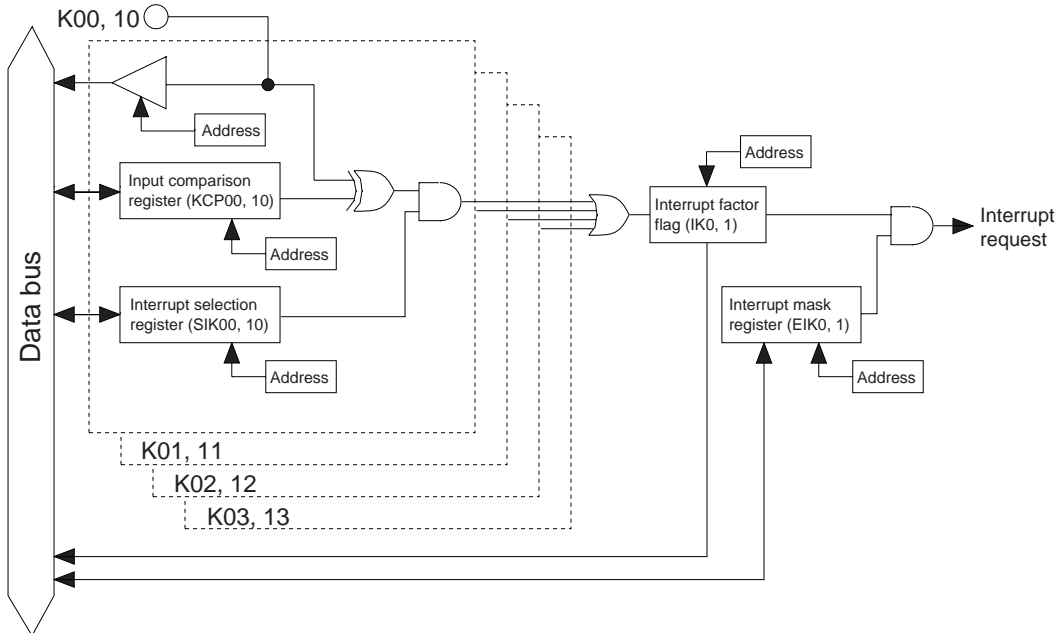 K00, 10
Address
Input comparison
register (KCP00, 10)
Address
Interrupt selection
register (SIK00, 10)
Address
Data bus
K01, 11
K02, 12
K03, 13
Address
Interrupt factor
flag (IK0, 1)
Interrupt
request
Interrupt mask
register (EIK0, 1)
Address